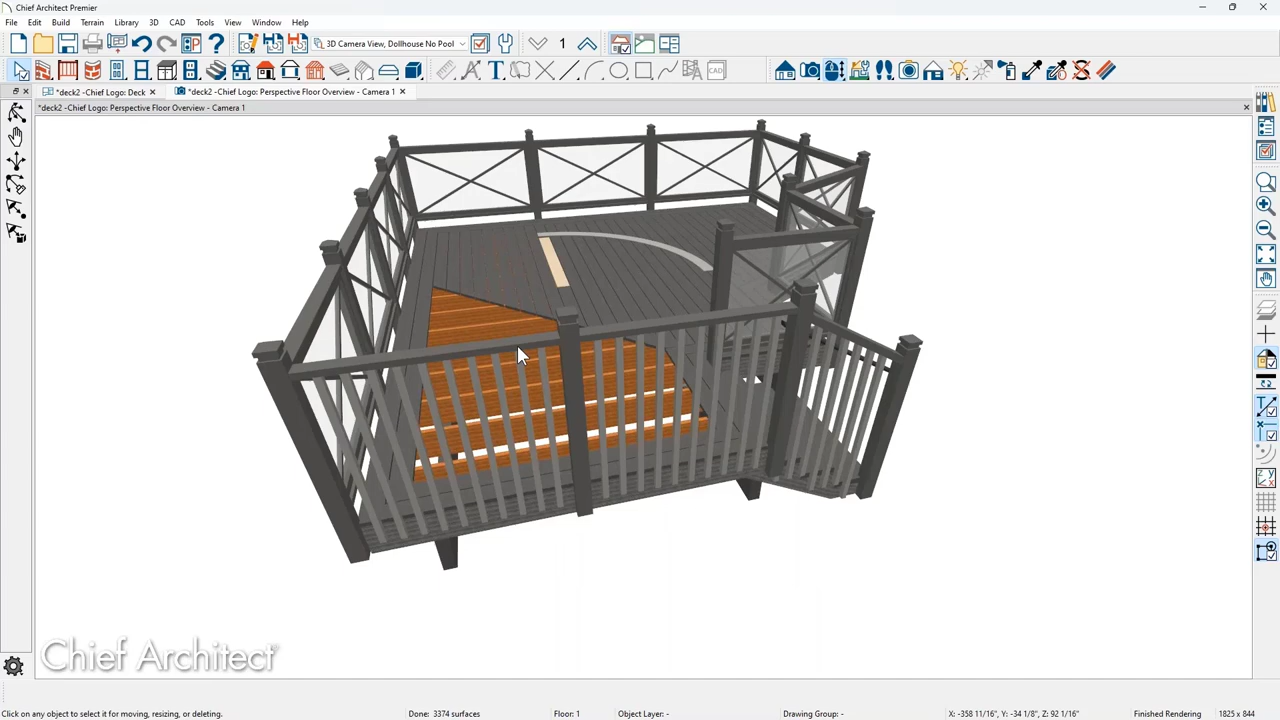 Chief Architect Premier
File Edit Build Terrain Library 3D CAD Tools View Window Help
3D Camera View, Dollhouse No Pool
1
CAD
*deck2 -Chief Logo: Deck
*deck2 -Chief Logo: Perspective Floor Overview - Camera 1
*deck2 -Chief Logo: Perspective Floor Overview - Camera 1
Chief Architect
Click on any object to select it for moving, resizing, or deleting. Done: 3374 surfaces Floor: 1 Object Layer: - Drawing Group: - X: -358 11/16", Y: -34 1/8", Z: 92 1/16" Finished Rendering 1825 x 844